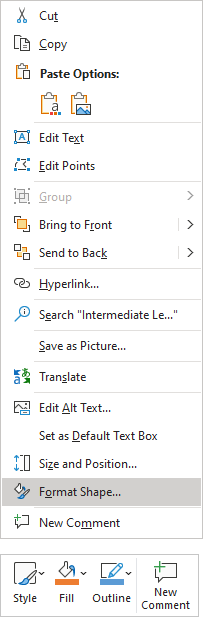 Cut
Copy
Paste Options:
Edit Text
Edit Points
Group
Bring to Front
Send to Back
Hyperlink...
Search "Intermediate Le..."
Save as Picture...
Translate
Edit Alt Text...
Set as Default Text Box
Size and Position...
Format Shape...
New Comment
Style Fill Outline New
Comment